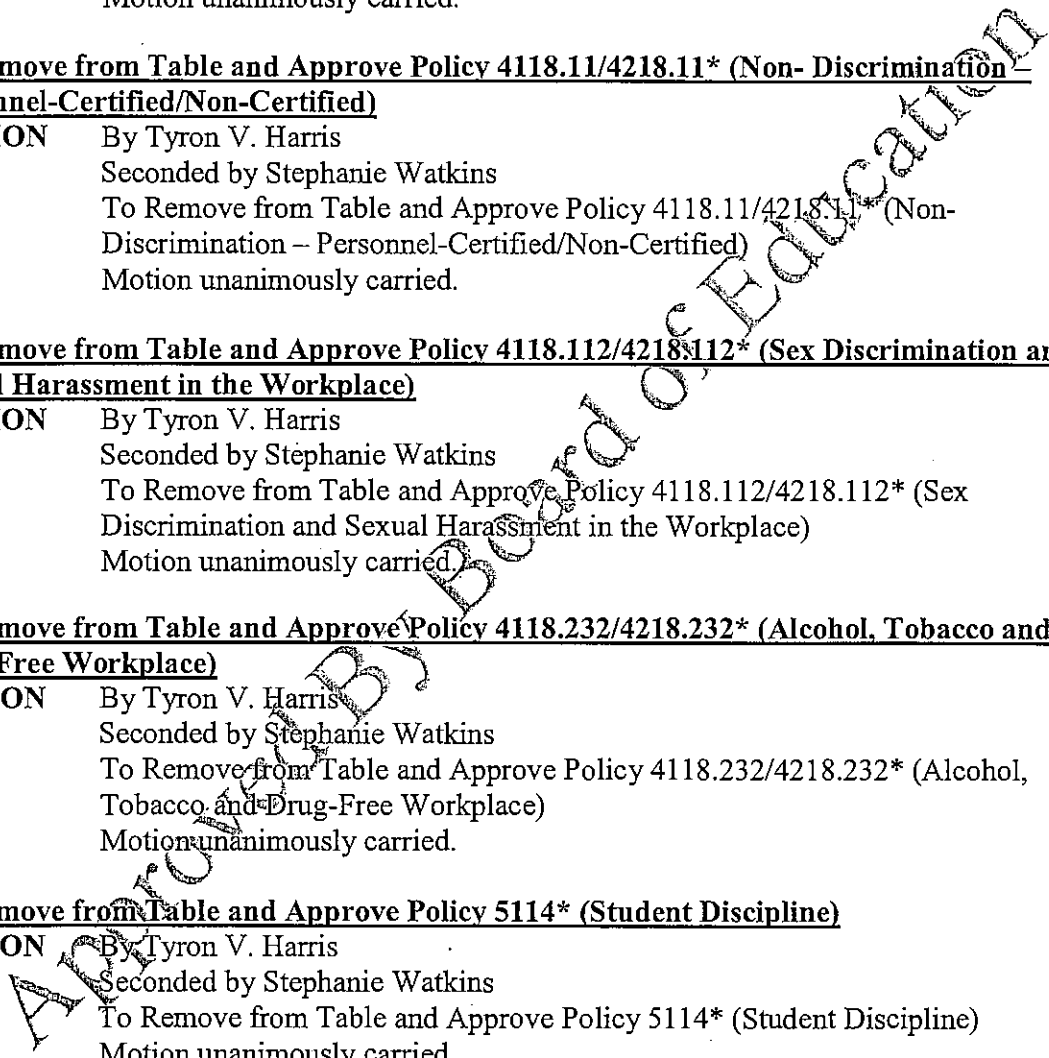 Motion unanimously carried.
move from Table and Approve Policy 4118.11/4218.11* (Non- Discrimination –
nnel-Certified/Non-Certified)
ION By Tyron V. Harris
Seconded by Stephanie Watkins
To Remove from Table and Approve Policy 4118.11/4218.11* (Non-
Discrimination – Personnel-Certified/Non-Certified)
Motion unanimously carried.
move from Table and Approve Policy 4118.112/4218.112* (Sex Discrimination an
l Harassment in the Workplace)
ION By Tyron V. Harris
Seconded by Stephanie Watkins
To Remove from Table and Approve Policy 4118.112/4218.112* (Sex
Discrimination and Sexual Harassment in the Workplace)
Motion unanimously carried.
move from Table and Approve Policy 4118.232/4218.232* (Alcohol, Tobacco and
Free Workplace)
ON By Tyron V. Harris
Seconded by Stephanie Watkins
To Remove from Table and Approve Policy 4118.232/4218.232* (Alcohol,
Tobacco and Drug-Free Workplace)
Motion unanimously carried.
move from Table and Approve Policy 5114* (Student Discipline)
ON By Tyron V. Harris
Seconded by Stephanie Watkins
To Remove from Table and Approve Policy 5114* (Student Discipline)
Motion unanimously carried
Approved By Board of Education